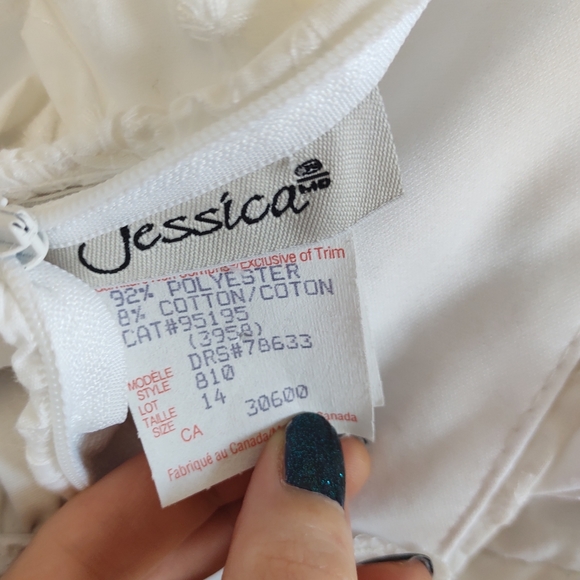 Jessica
MD
Exclusive of Trim
92% POLYESTER
8% COTTON/COTON
CAT#95195
(3958)
DRS#78633
MODÈLE
STYLE
810
LOT
TAILLE
SIZE
14
30600
CA
Fabriqué au Canada/M
Canada